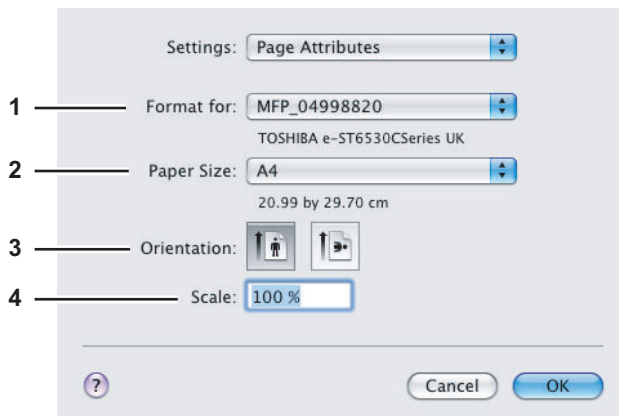 Settings: Page Attributes
1 Format for: MFP_04998820
TOSHIBA e-ST6530CSeries UK
2 Paper Size: A4
20.99 by 29.70 cm
3 Orientation:
4 Scale: 100 %
? Cancel OK